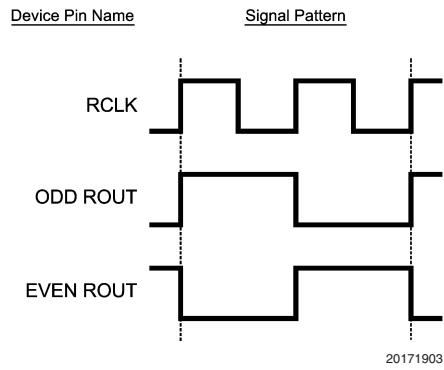 Device Pin Name Signal Pattern
RCLK
ODD ROUT
EVEN ROUT
20171903